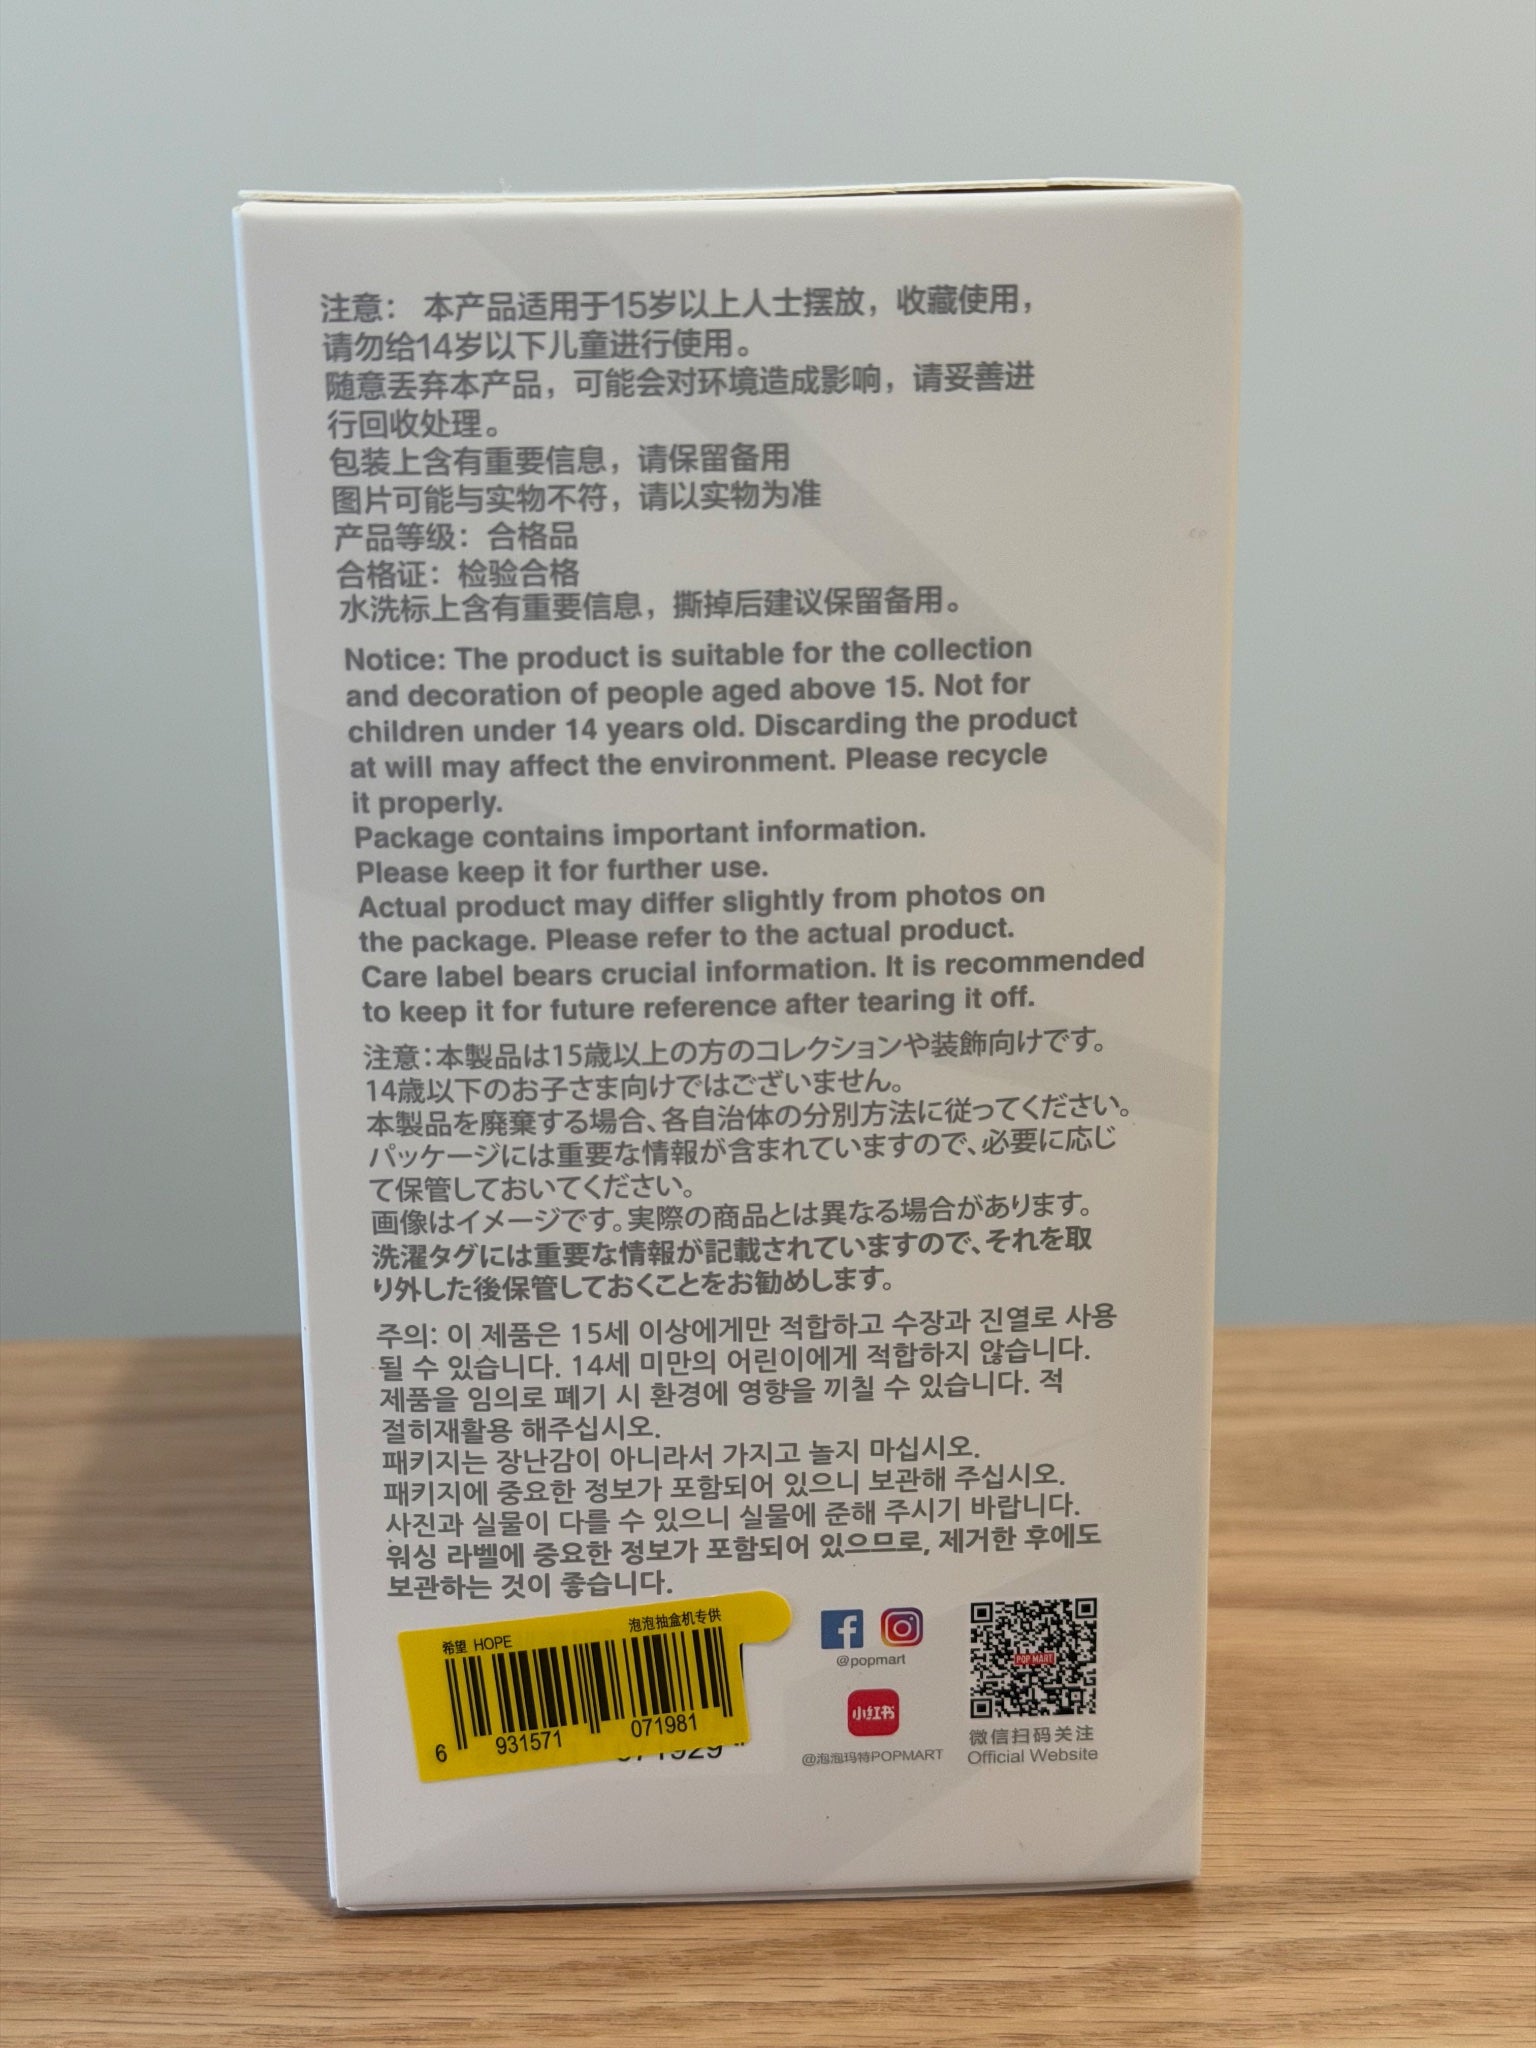 注意： 本产品适用于15岁以上人士摆放，收藏使用，
请勿给14岁以下儿童进行使用。
随意丢弃本产品，可能会对环境造成影响，请妥善进
行回收处理。
包装上含有重要信息，请保留备用
图片可能与实物不符，请以实物为准
产品等级：合格品
合格证：检验合格
水洗标上含有重要信息，撕掉后建议保留备用。
Notice: The product is suitable for the collection
and decoration of people aged above 15. Not for
children under 14 years old. Discarding the product
at will may affect the environment. Please recycle
it properly.
Package contains important information.
Please keep it for further use.
Actual product may differ slightly from photos on
the package. Please refer to the actual product.
Care label bears crucial information. It is recommended
to keep it for future reference after tearing it off.
注意：本製品は15歳以上の方のコレクションや装飾向けです。
14歳以下のお子さま向けではございません。
本製品を廃棄する場合、各自治体の分別方法に従ってください。
パッケージには重要な情報が含まれていますので、必要に応じ
て保管しておいてください。
画像はイメージです。実際の商品とは異なる場合があります。
洗濯タグには重要な情報が記載されていますので、それを取
り外した後保管しておくことをお勧めします。
주의: 이 제품은 15세 이상에게만 적합하고 수장과 진열로 사용
될 수 있습니다. 14세 미만의 어린이에게 적합하지 않습니다.
제품을 임의로 폐기 시 환경에 영향을 끼칠 수 있습니다. 적
절히재활용 해주십시오.
패키지는 장난감이 아니라서 가지고 놀지 마십시오.
패키지에 중요한 정보가 포함되어 있으니 보관해 주십시오.
사진과 실물이 다를 수 있으니 실물에 준해 주시기 바랍니다.
워싱 라벨에 중요한 정보가 포함되어 있으므로, 제거한 후에도
보관하는 것이 좋습니다.
希望 HOPE 泡泡抽盒机专供
6 931571 071981
@popmart
小红书
@泡泡玛特POPMART
POP MART
微信扫码关注
Official Website